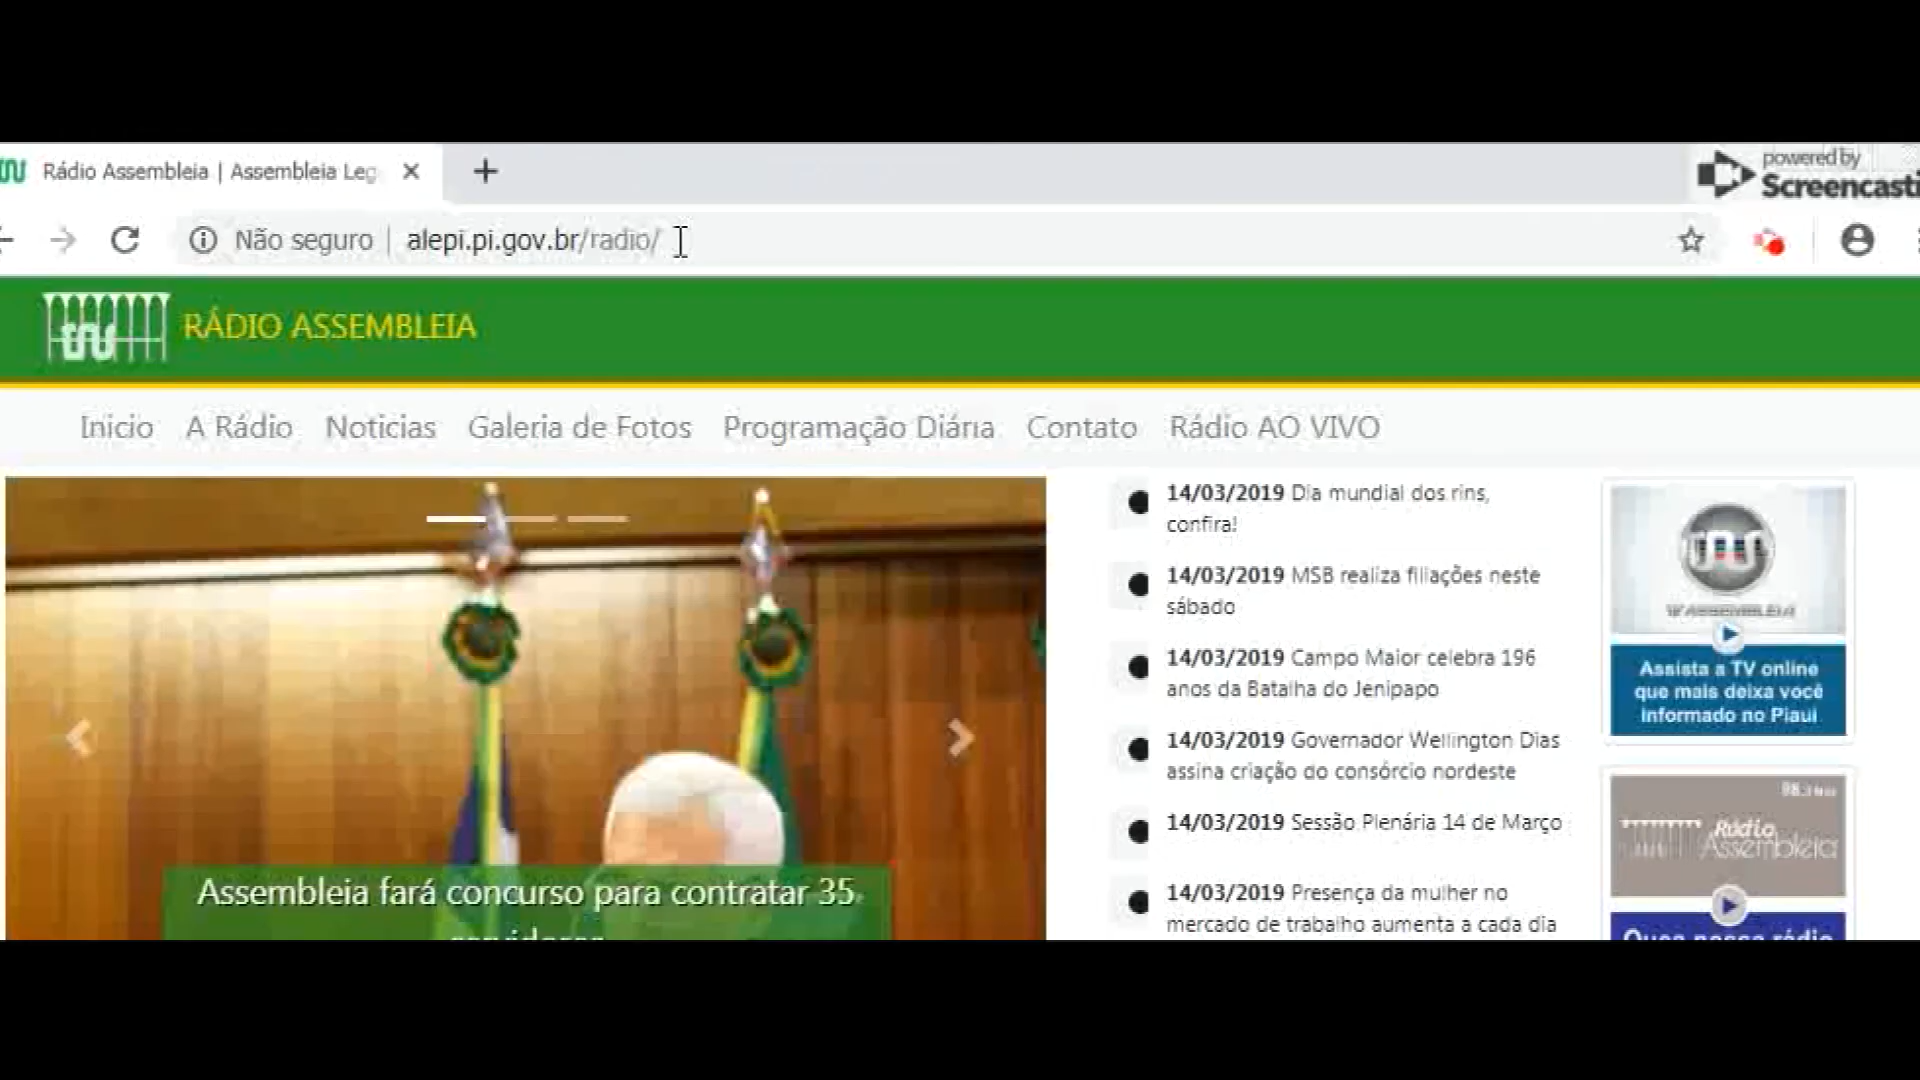 Rádio Assembleia | Assembleia Leg
powered by
Screencasti
Não seguro
alepi.pi.gov.br/radio/
RÁDIO ASSEMBLEIA
Inicio
A Rádio
Noticias
Galeria de Fotos
Programação Diária
Contato
Rádio AO VIVO
Assembleia fará concurso para contratar 35
14/03/2019 Dia mundial dos rins,
confira!
14/03/2019 MSB realiza filiações neste
sábado
14/03/2019 Campo Maior celebra 196
anos da Batalha do Jenipapo
14/03/2019 Governador Wellington Dias
assina criação do consórcio nordeste
14/03/2019 Sessão Plenária 14 de Março
14/03/2019 Presença da mulher no
mercado de trabalho aumenta a cada dia
TV ASSEMBLEIA
Assista a TV online
que mais deixa você
informado no Piauí
Rádio
Assembleia